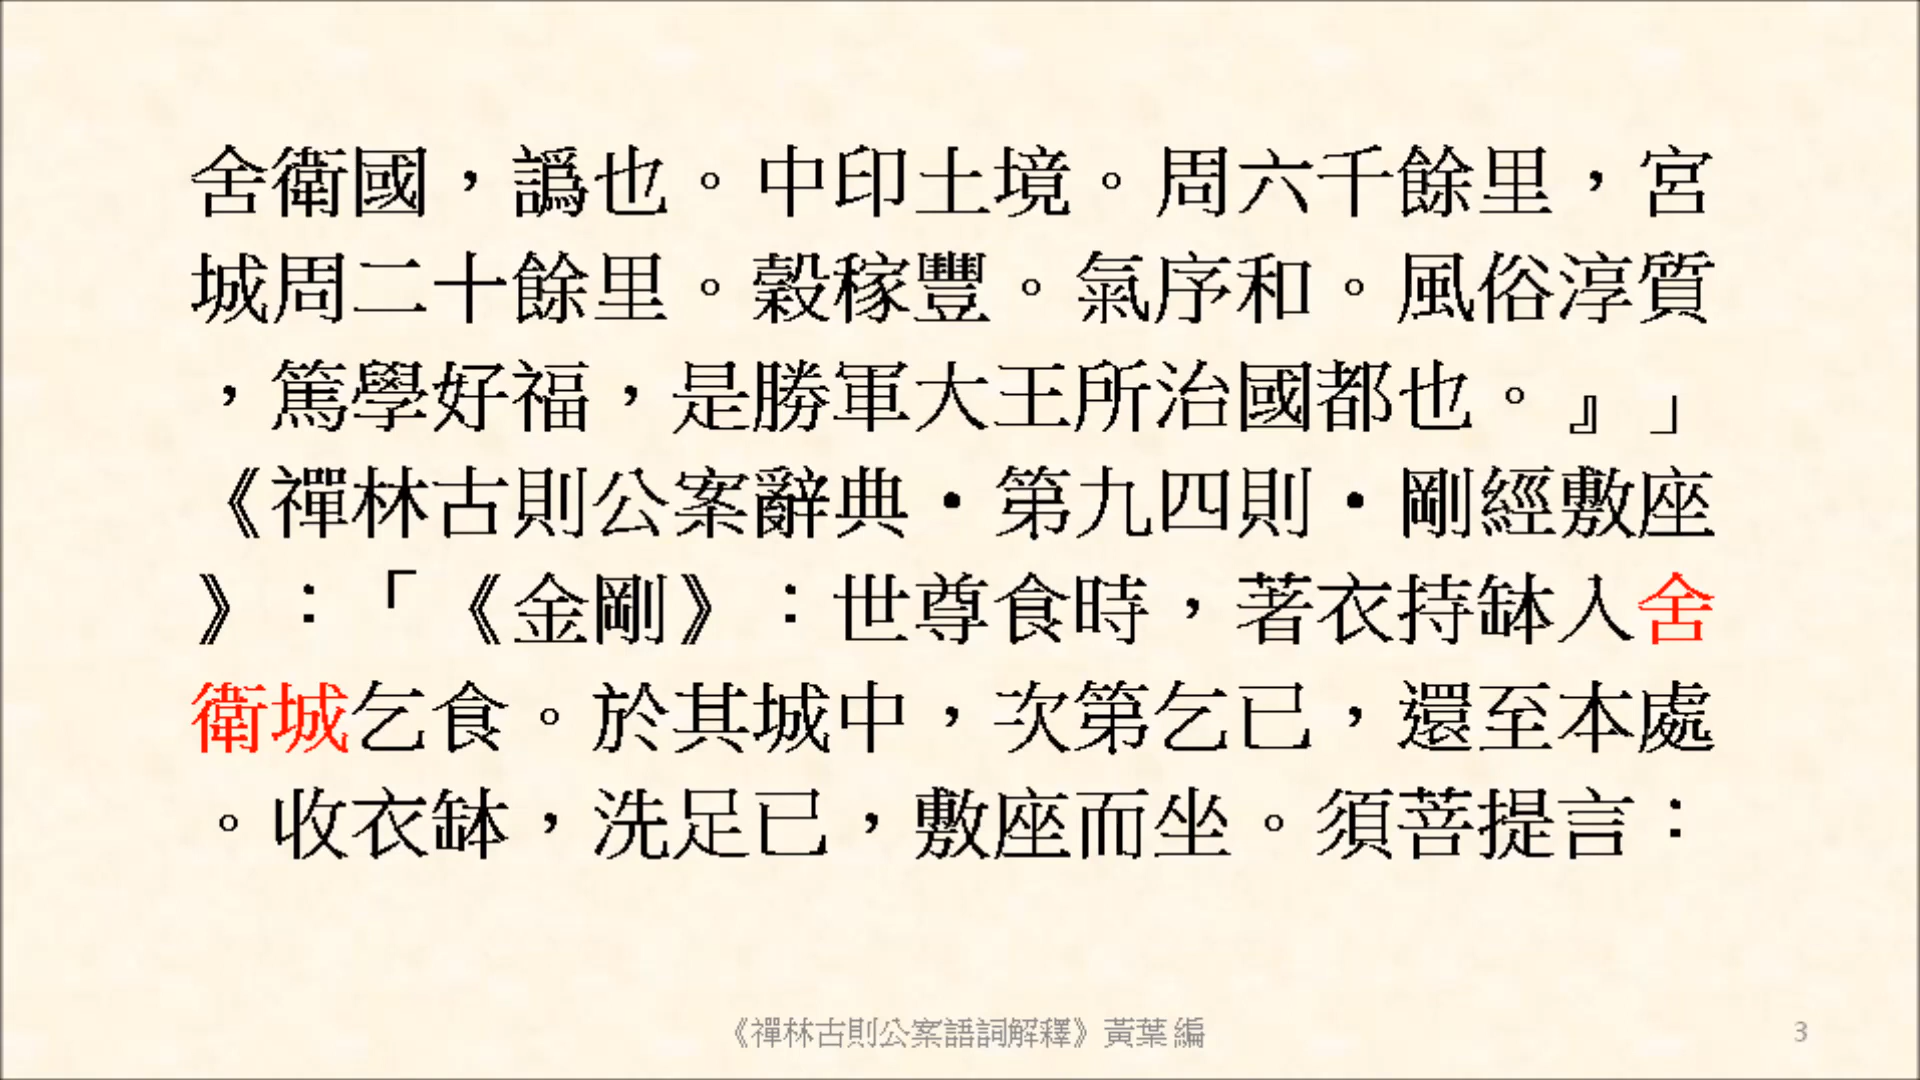 舍衛國，譌也。中印土境。周六千餘里，宮
城周二十餘里。穀稼豐。氣序和。風俗淳質
，篤學好福，是勝軍大王所治國都也。』」
《禪林古則公案辭典•第九四則•剛經敷座
》：「《金剛》：世尊食時，著衣持缽入舍
衛城乞食。於其城中，次第乞已，還至本處
。收衣缽，洗足已，敷座而坐。須菩提言：
《禪林古則公案語詞解釋》黃葉 編
3